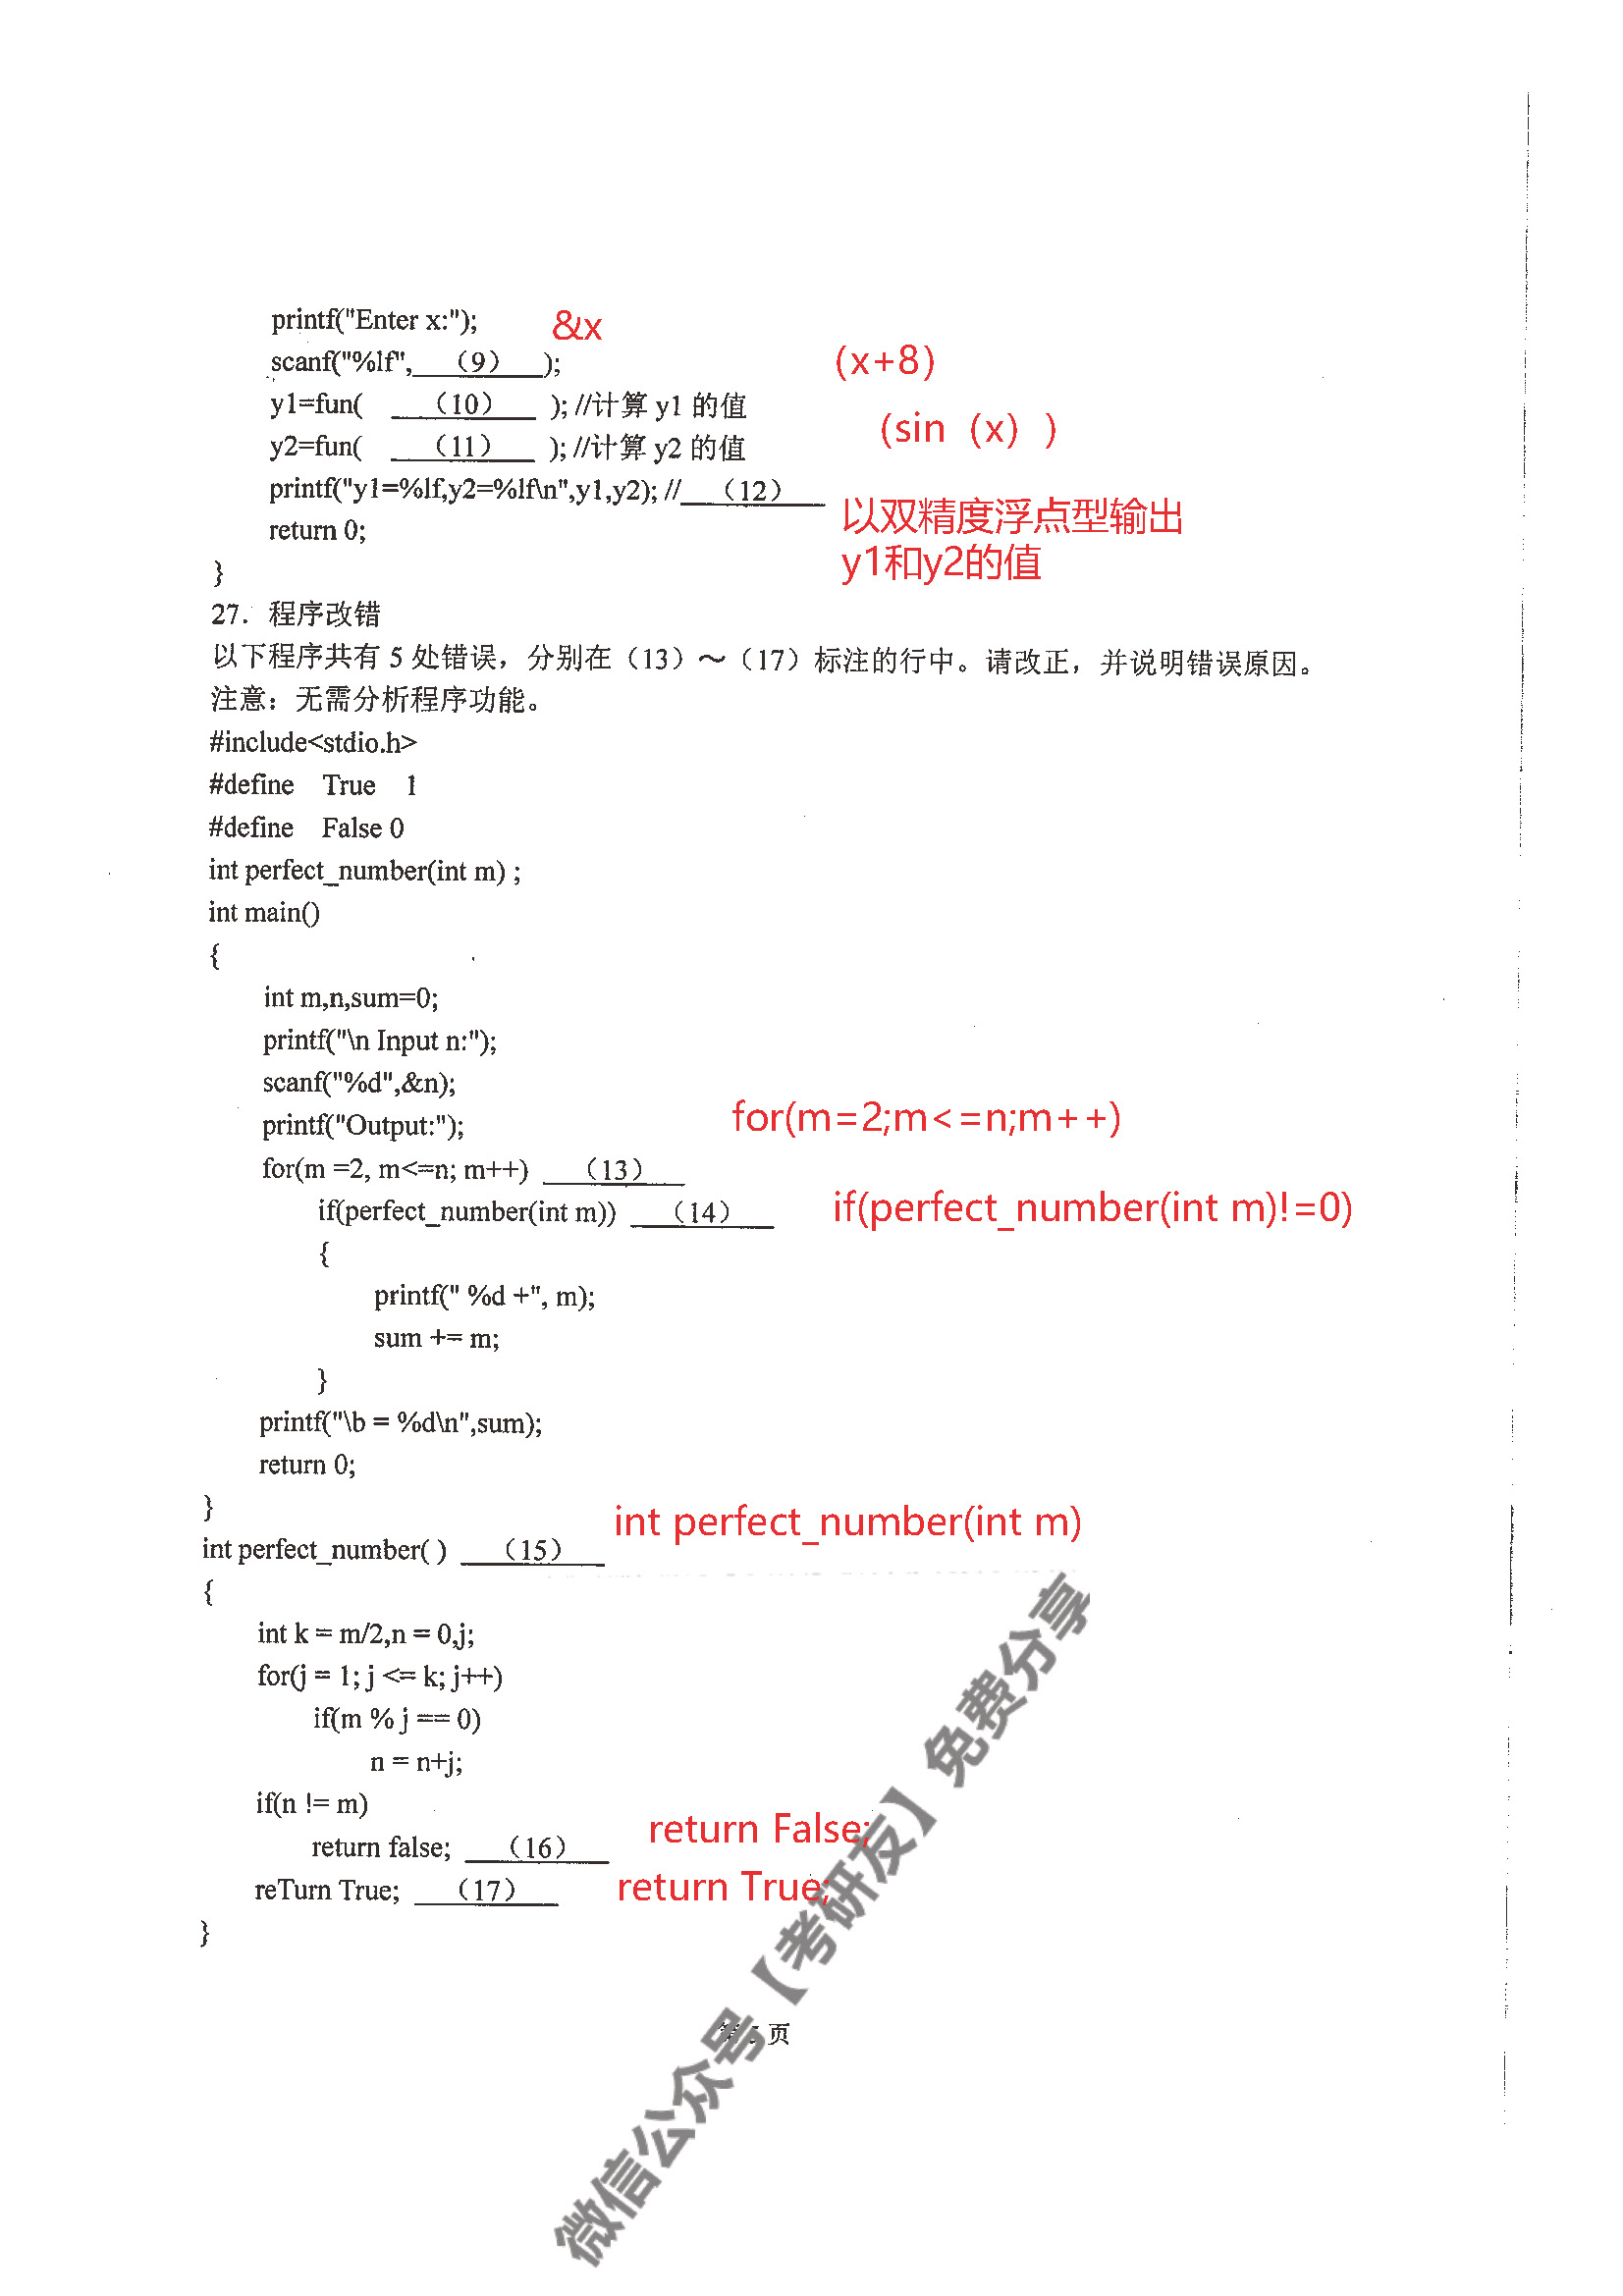 printf("Enter x:");
&x
scanf("%lf",   (9)   );
(x+8)
y1=fun(   (10)   ); //计算 y1 的值
(sin（x）)
y2=fun(   (11)   ); //计算 y2 的值
printf("y1=%lf,y2=%lf\n",y1,y2); //   (12)
以双精度浮点型输出
y1和y2的值
return 0;
}
27. 程序改错
以下程序共有 5 处错误，分别在（13）～（17）标注的行中。请改正，并说明错误原因。
注意：无需分析程序功能。
#include<stdio.h>
#define True 1
#define False 0
int perfect_number(int m) ;
int main()
{
int m,n,sum=0;
printf("\n Input n:");
scanf("%d",&n);
printf("Output:");
for(m=2;m<=n;m++)
for(m =2, m<=n; m++)   (13)
if(perfect_number(int m))   (14)
if(perfect_number(int m)!=0)
{
printf(" %d +", m);
sum += m;
}
printf("\b = %d\n",sum);
return 0;
}
int perfect_number(int m)
int perfect_number( )   (15)
{
int k = m/2,n = 0,j;
for(j = 1; j <= k; j++)
if(m % j == 0)
n = n+j;
if(n != m)
return False;
return false;   (16)
reTurn True;   (17)
return True;
}
第 页
微信公众号【考研友】免费分享